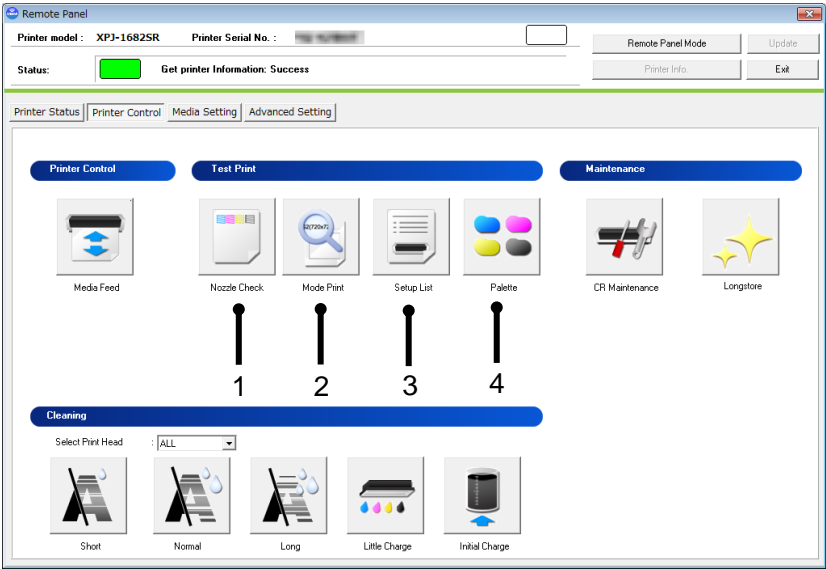 Remote Panel
Printer model : XPJ-1682SR Printer Serial No. :
Remote Panel Mode Update
Status: Get printer Information: Success
Printer Info. Exit
Printer Status Printer Control Media Setting Advanced Setting
Printer Control Test Print Maintenance
Media Feed Nozzle Check Mode Print Setup List Palette CR Maintenance Longstore
1 2 3 4
Cleaning
Select Print Head : ALL
Short Normal Long Little Charge Initial Charge